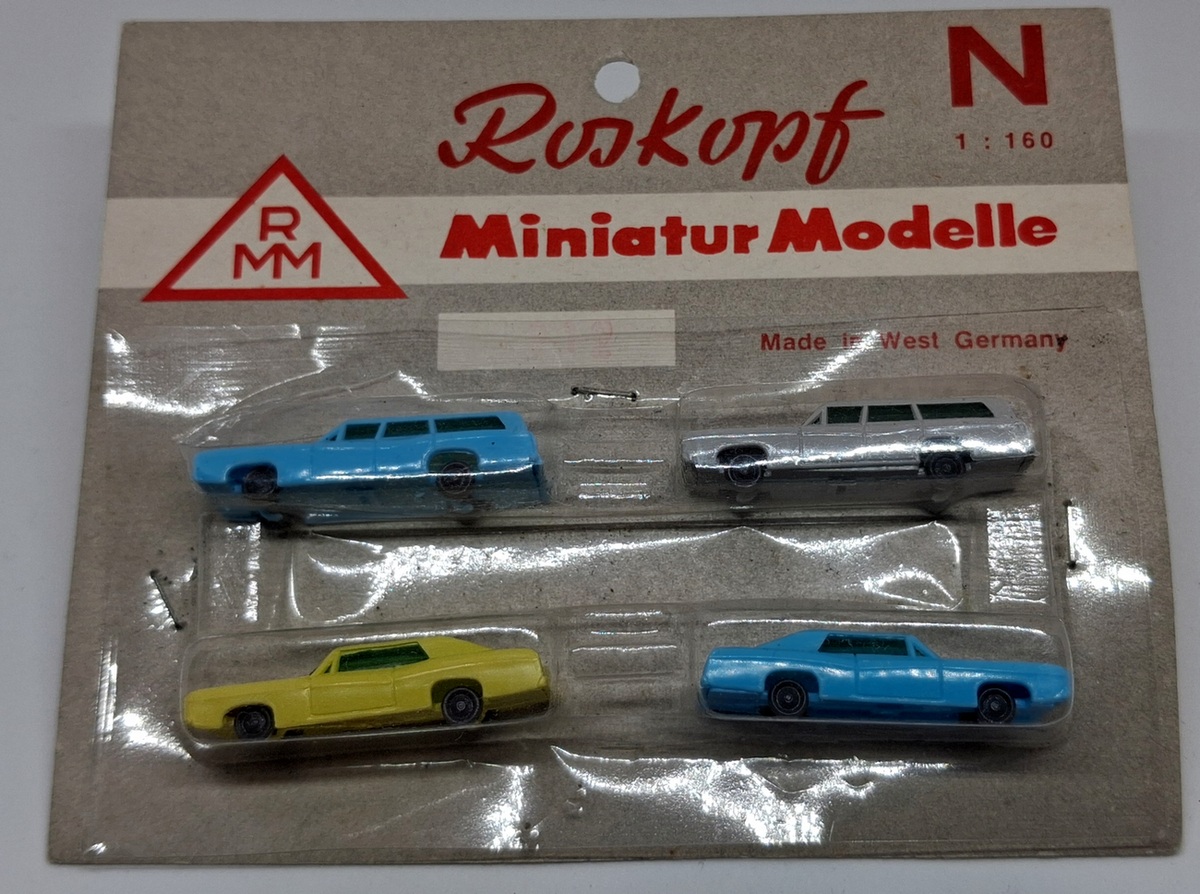 N
Roskopf
1 : 160
R
MM
Miniatur Modelle
Made in West Germany